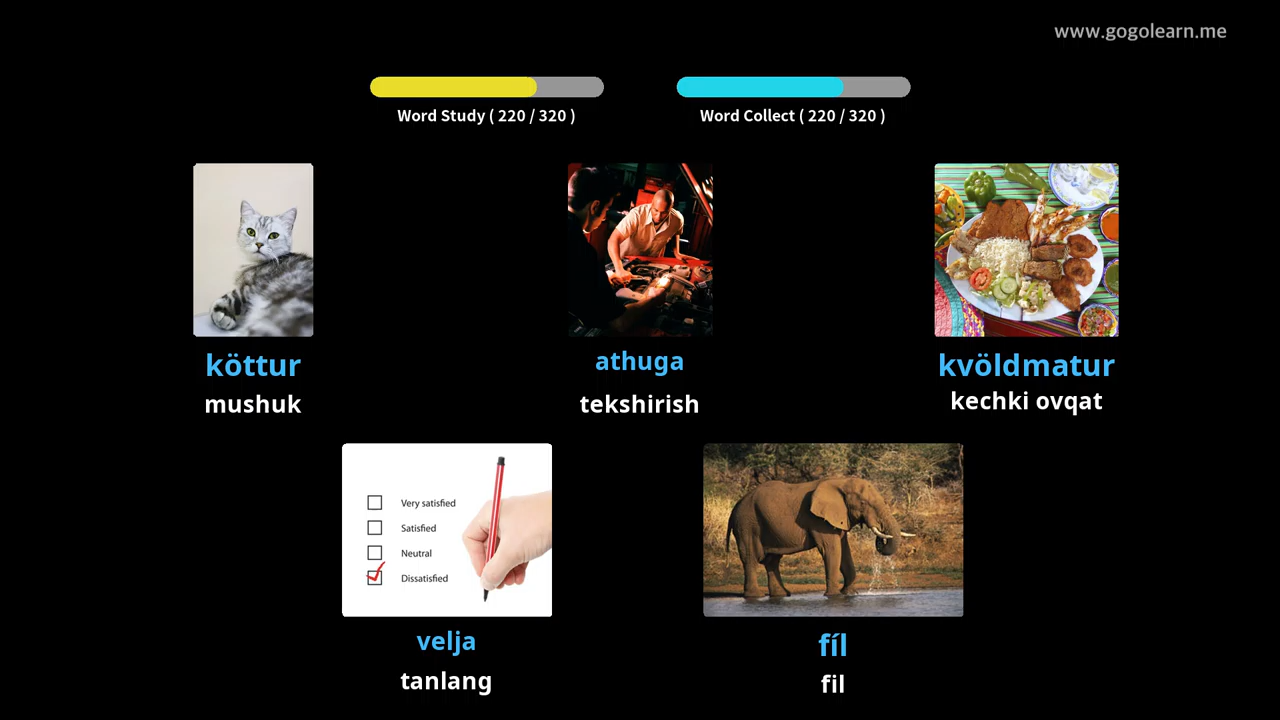 www.gogolearn.me
Word Study ( 220 / 320 )
Word Collect ( 220 / 320 )
köttur
mushuk
athuga
tekshirish
kvöldmatur
kechki ovqat
Very satisfied
Satisfied
Neutral
Dissatisfied
velja
tanlang
fíl
fil